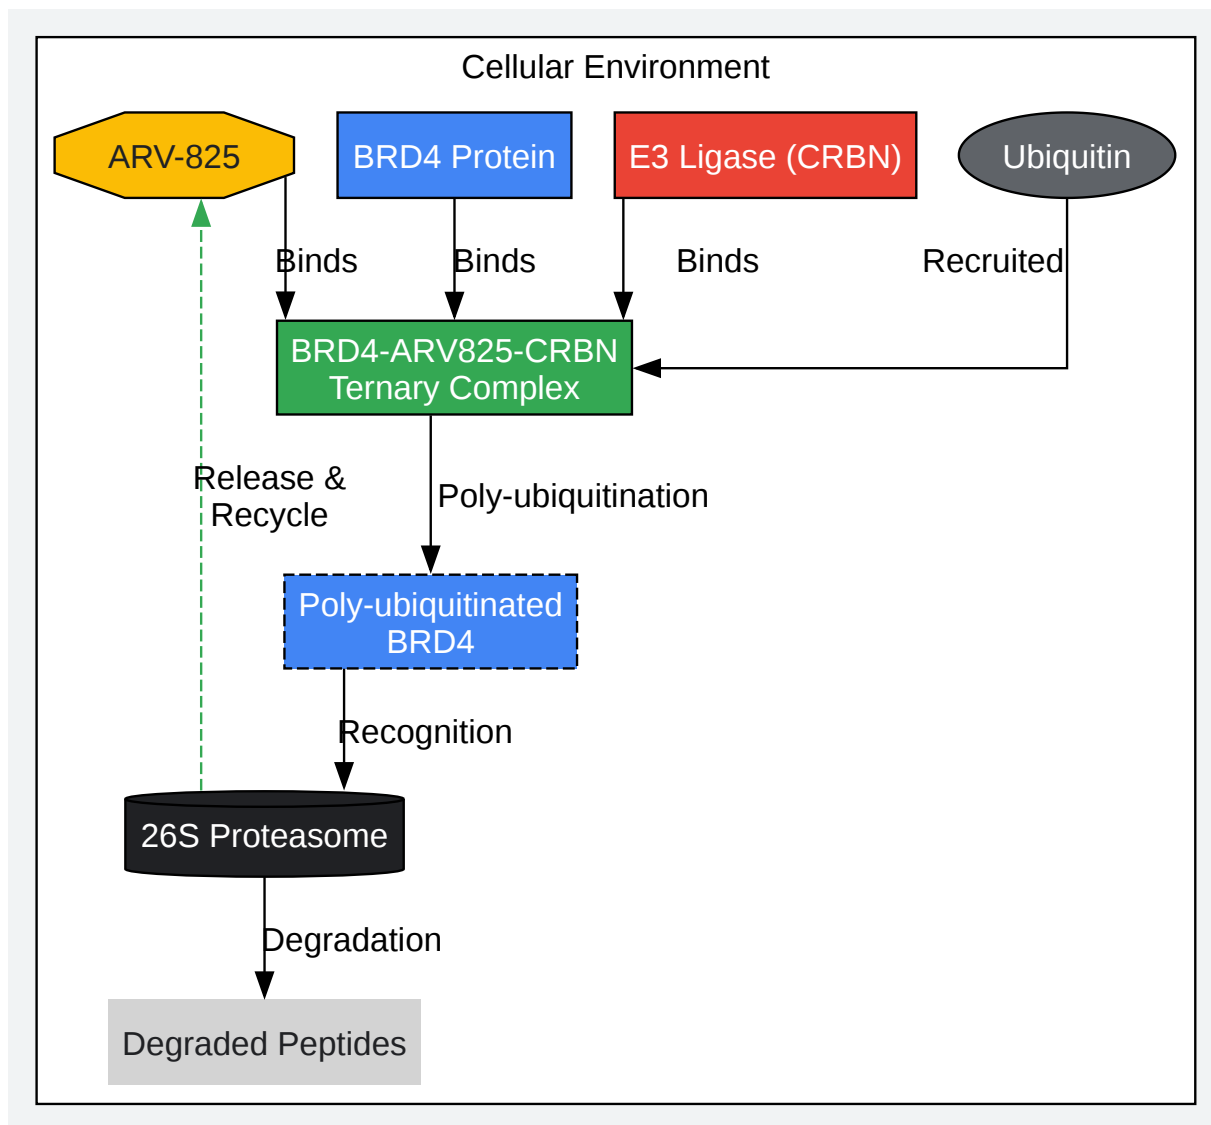 Cellular Environment
ARV-825
BRD4 Protein
E3 Ligase (CRBN)
Ubiquitin
Binds
Binds
Binds
Recruited
BRD4-ARV825-CRBN
Ternary Complex
Release &
Recycle
Poly-ubiquitination
Poly-ubiquitinated
BRD4
Recognition
26S Proteasome
Degradation
Degraded Peptides